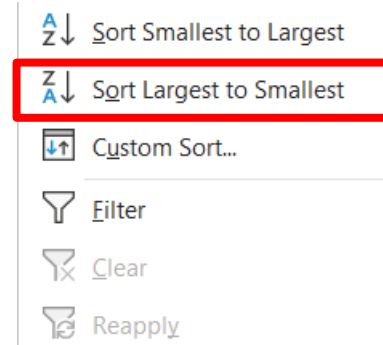 A
Z Sort Smallest to Largest
Z
A Sort Largest to Smallest
Custom Sort...
Filter
Clear
Reapply